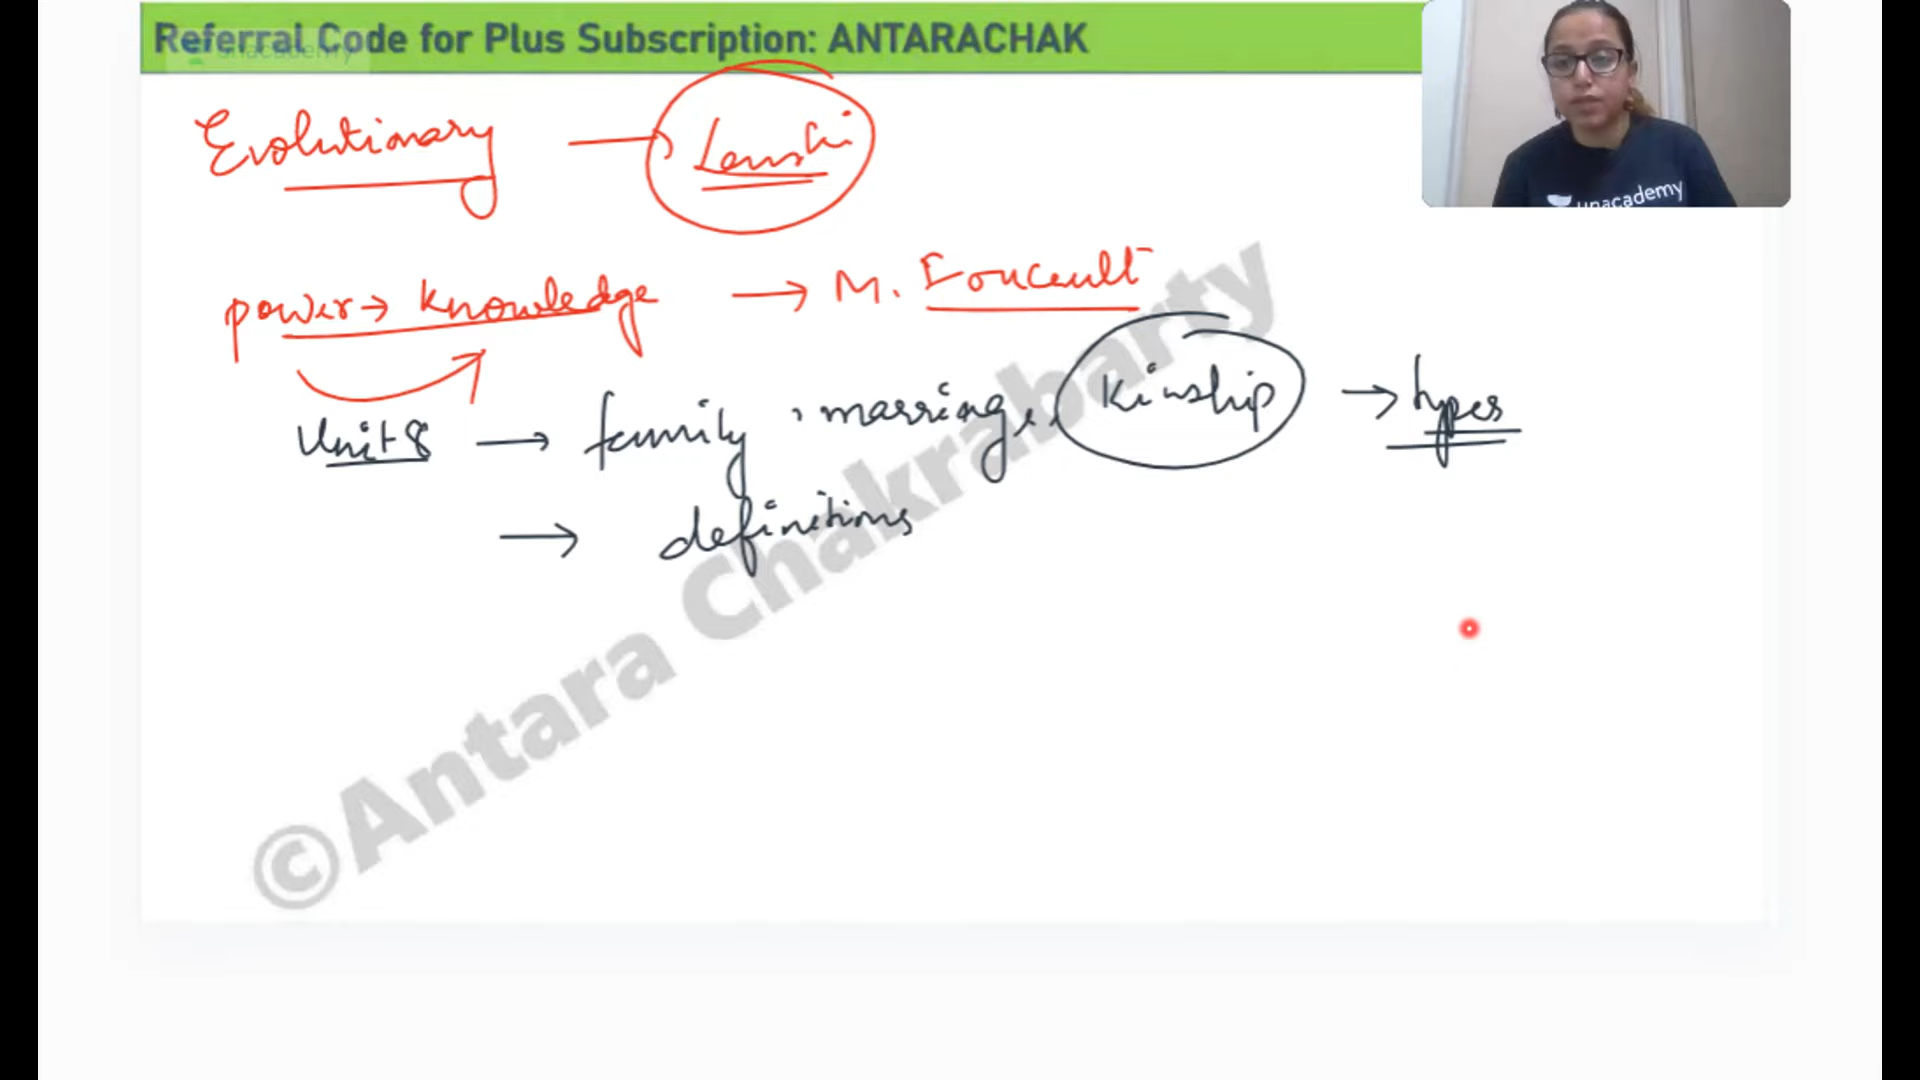 Referral Code for Plus Subscription: ANTARACHAK
unacademy
Evolutionary → Lenski
unacademy
power → knowledge → M. Foucault
Unit 8 → family, marriage, Kinship → types
→ definitions
©Antara Chakrabarty